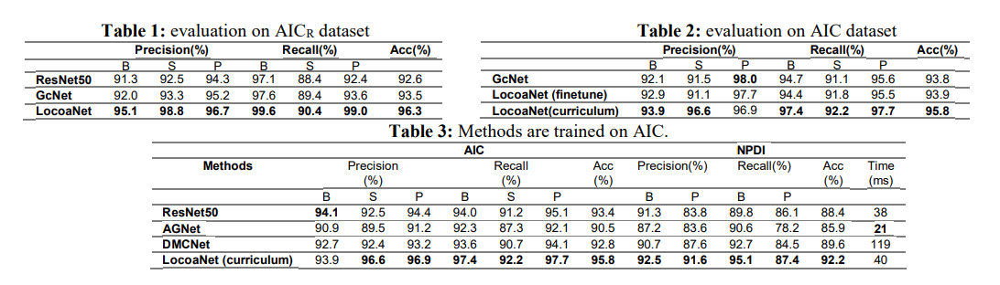 Table 1: evaluation on AICR dataset
Precision(%) Recall(%) Acc(%)
B S P B S P
ResNet50 91.3 92.5 94.3 97.1 88.4 92.4 92.6
GcNet 92.0 93.3 95.2 97.6 89.4 93.6 93.5
LocoaNet 95.1 98.8 96.7 99.6 90.4 99.0 96.3
Table 2: evaluation on AIC dataset
Precision(%) Recall(%) Acc(%)
B S P B S P
GcNet 92.1 91.5 98.0 94.7 91.1 95.6 93.8
LocoaNet (finetune) 92.9 91.1 97.7 94.4 91.8 95.5 93.9
LocoaNet(curriculum) 93.9 96.6 96.9 97.4 92.2 97.7 95.8
Table 3: Methods are trained on AIC.
AIC NPDI
Methods Precision Recall Acc Precision(%) Recall(%) Acc Time
(%) (%) (%) (%) (ms)
B S P B S P B P B P
ResNet50 94.1 92.5 94.4 94.0 91.2 95.1 93.4 91.3 83.8 89.8 86.1 88.4 38
AGNet 90.9 89.5 91.2 92.3 87.3 92.1 90.5 87.2 83.6 90.6 78.2 85.9 21
DMCNet 92.7 92.4 93.2 93.6 90.7 94.1 92.8 90.7 87.6 92.7 84.5 89.6 119
LocoaNet (curriculum) 93.9 96.6 96.9 97.4 92.2 97.7 95.8 92.5 91.6 95.1 87.4 92.2 40